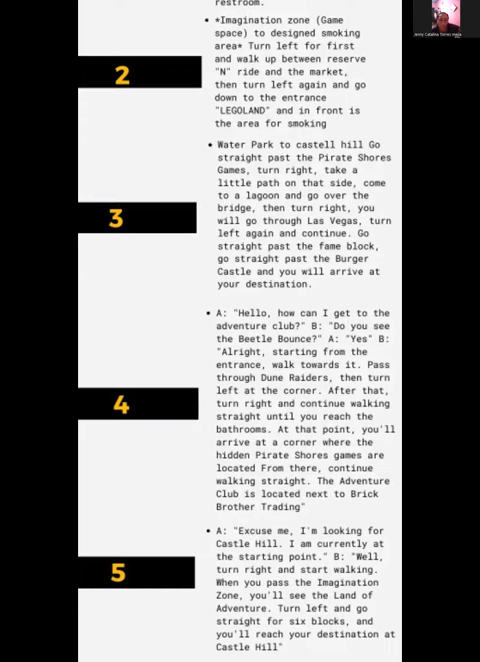 restroom.
• *Imagination zone (Game
space) to designed smoking
area* Turn left for first
and walk up between reserve
"N" ride and the market,
then turn left again and go
down to the entrance
"LEGOLAND" and in front is
the area for smoking
2
• Water Park to castell hill Go
straight past the Pirate Shores
Games, turn right, take a
little path on that side, come
to a lagoon and go over the
bridge, then turn right, you
will go through Las Vegas, turn
left again and continue. Go
straight past the fame block,
go straight past the Burger
Castle and you will arrive at
your destination.
3
• A: "Hello, how can I get to the
adventure club?" B: "Do you see
the Beetle Bounce?" A: "Yes" B:
"Alright, starting from the
entrance, walk towards it. Pass
through Dune Raiders, then turn
left at the corner. After that,
turn right and continue walking
straight until you reach the
bathrooms. At that point, you'll
arrive at a corner where the
hidden Pirate Shores games are
located From there, continue
walking straight. The Adventure
Club is located next to Brick
Brother Trading"
4
• A: "Excuse me, I'm looking for
Castle Hill. I am currently at
the starting point." B: "Well,
turn right and start walking.
When you pass the Imagination
Zone, you'll see the Land of
Adventure. Turn left and go
straight for six blocks, and
you'll reach your destination at
Castle Hill"
5